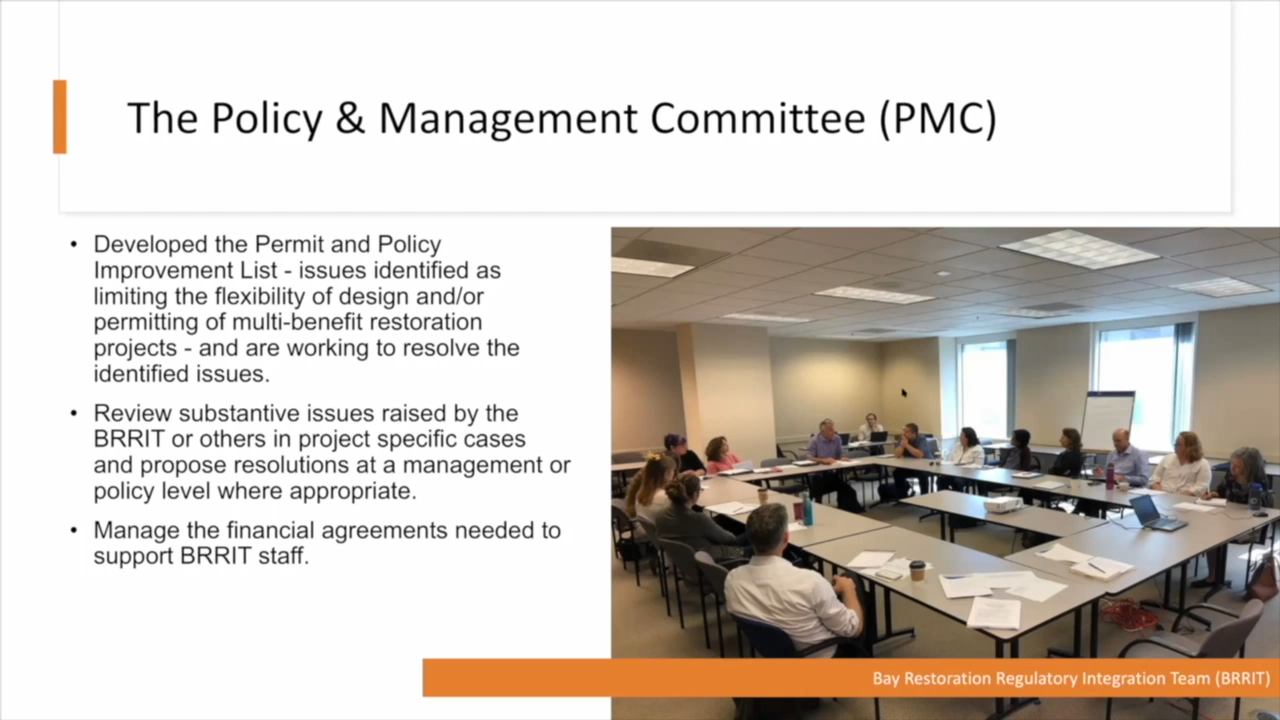 The Policy & Management Committee (PMC)
• Developed the Permit and Policy
Improvement List - issues identified as
limiting the flexibility of design and/or
permitting of multi-benefit restoration
projects - and are working to resolve the
identified issues.
• Review substantive issues raised by the
BRRIT or others in project specific cases
and propose resolutions at a management or
policy level where appropriate.
• Manage the financial agreements needed to
support BRRIT staff.
Bay Restoration Regulatory Integration Team (BRRIT)